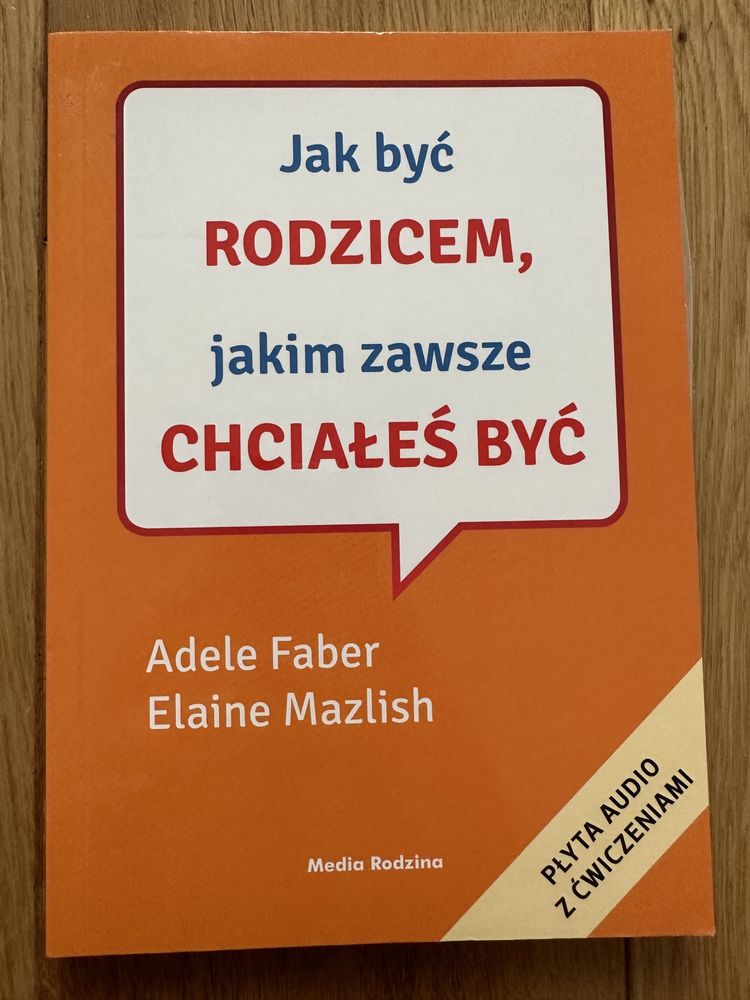 Jak być
RODZICEM,
jakim zawsze
CHCIAŁEŚ BYĆ
Adele Faber
Elaine Mazlish
Media Rodzina
PŁYTA AUDIO
Z ĆWICZENIAMI